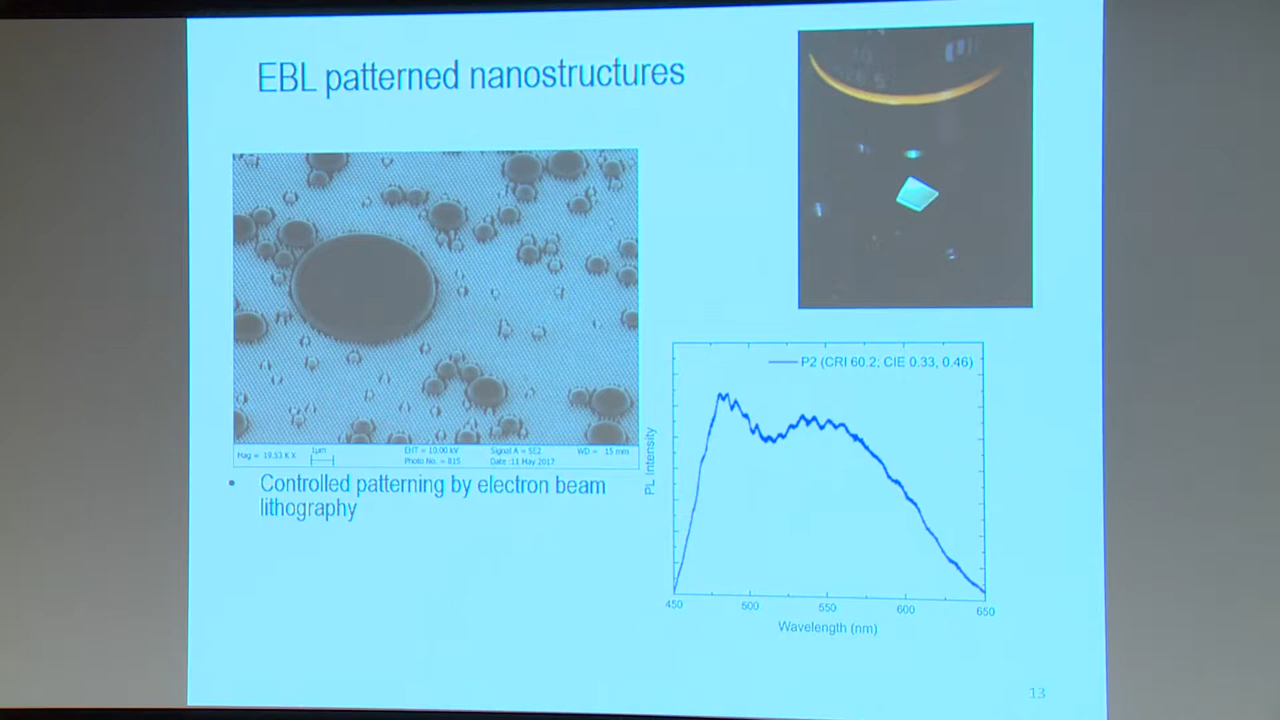 EBL patterned nanostructures
Mag = 19.53 K X
1µm
EHT = 10.00 kV
Photo No. = 815
Signal A = SE2
Date :11 May 2017
WD = 15 mm
• Controlled patterning by electron beam
lithography
P2 (CRI 60.2; CIE 0.33, 0.46)
PL Intensity
450 500 550 600 650
Wavelength (nm)
13